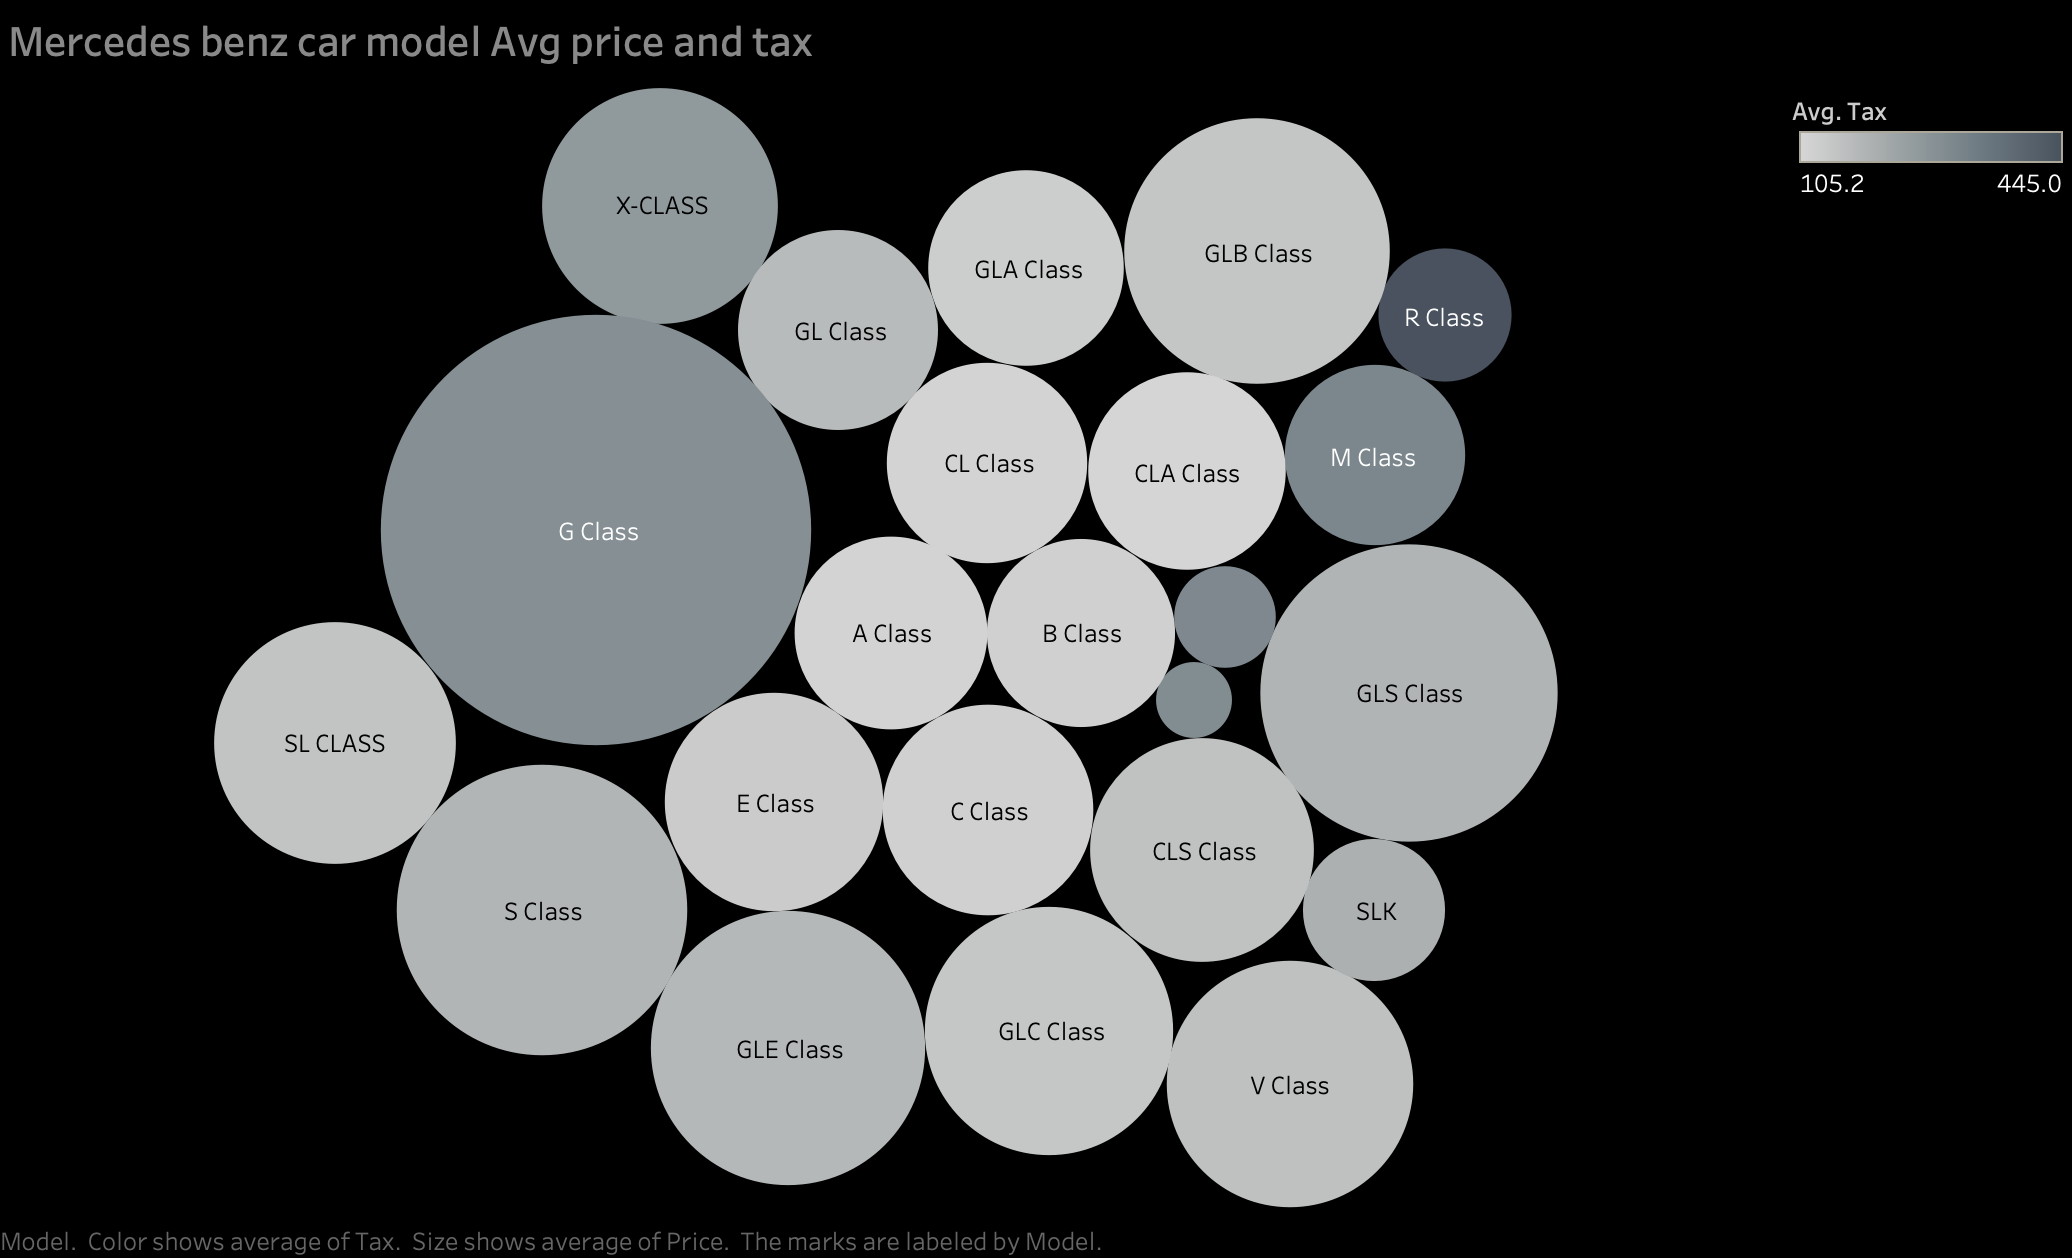 Mercedes benz car model Avg price and tax
Avg. Tax
105.2 445.0
X-CLASS
GLA Class
GLB Class
GL Class
R Class
CL Class
CLA Class
M Class
G Class
A Class
B Class
GLS Class
SL CLASS
E Class
C Class
CLS Class
S Class
SLK
GLE Class
GLC Class
V Class
Model.  Color shows average of Tax.  Size shows average of Price.  The marks are labeled by Model.